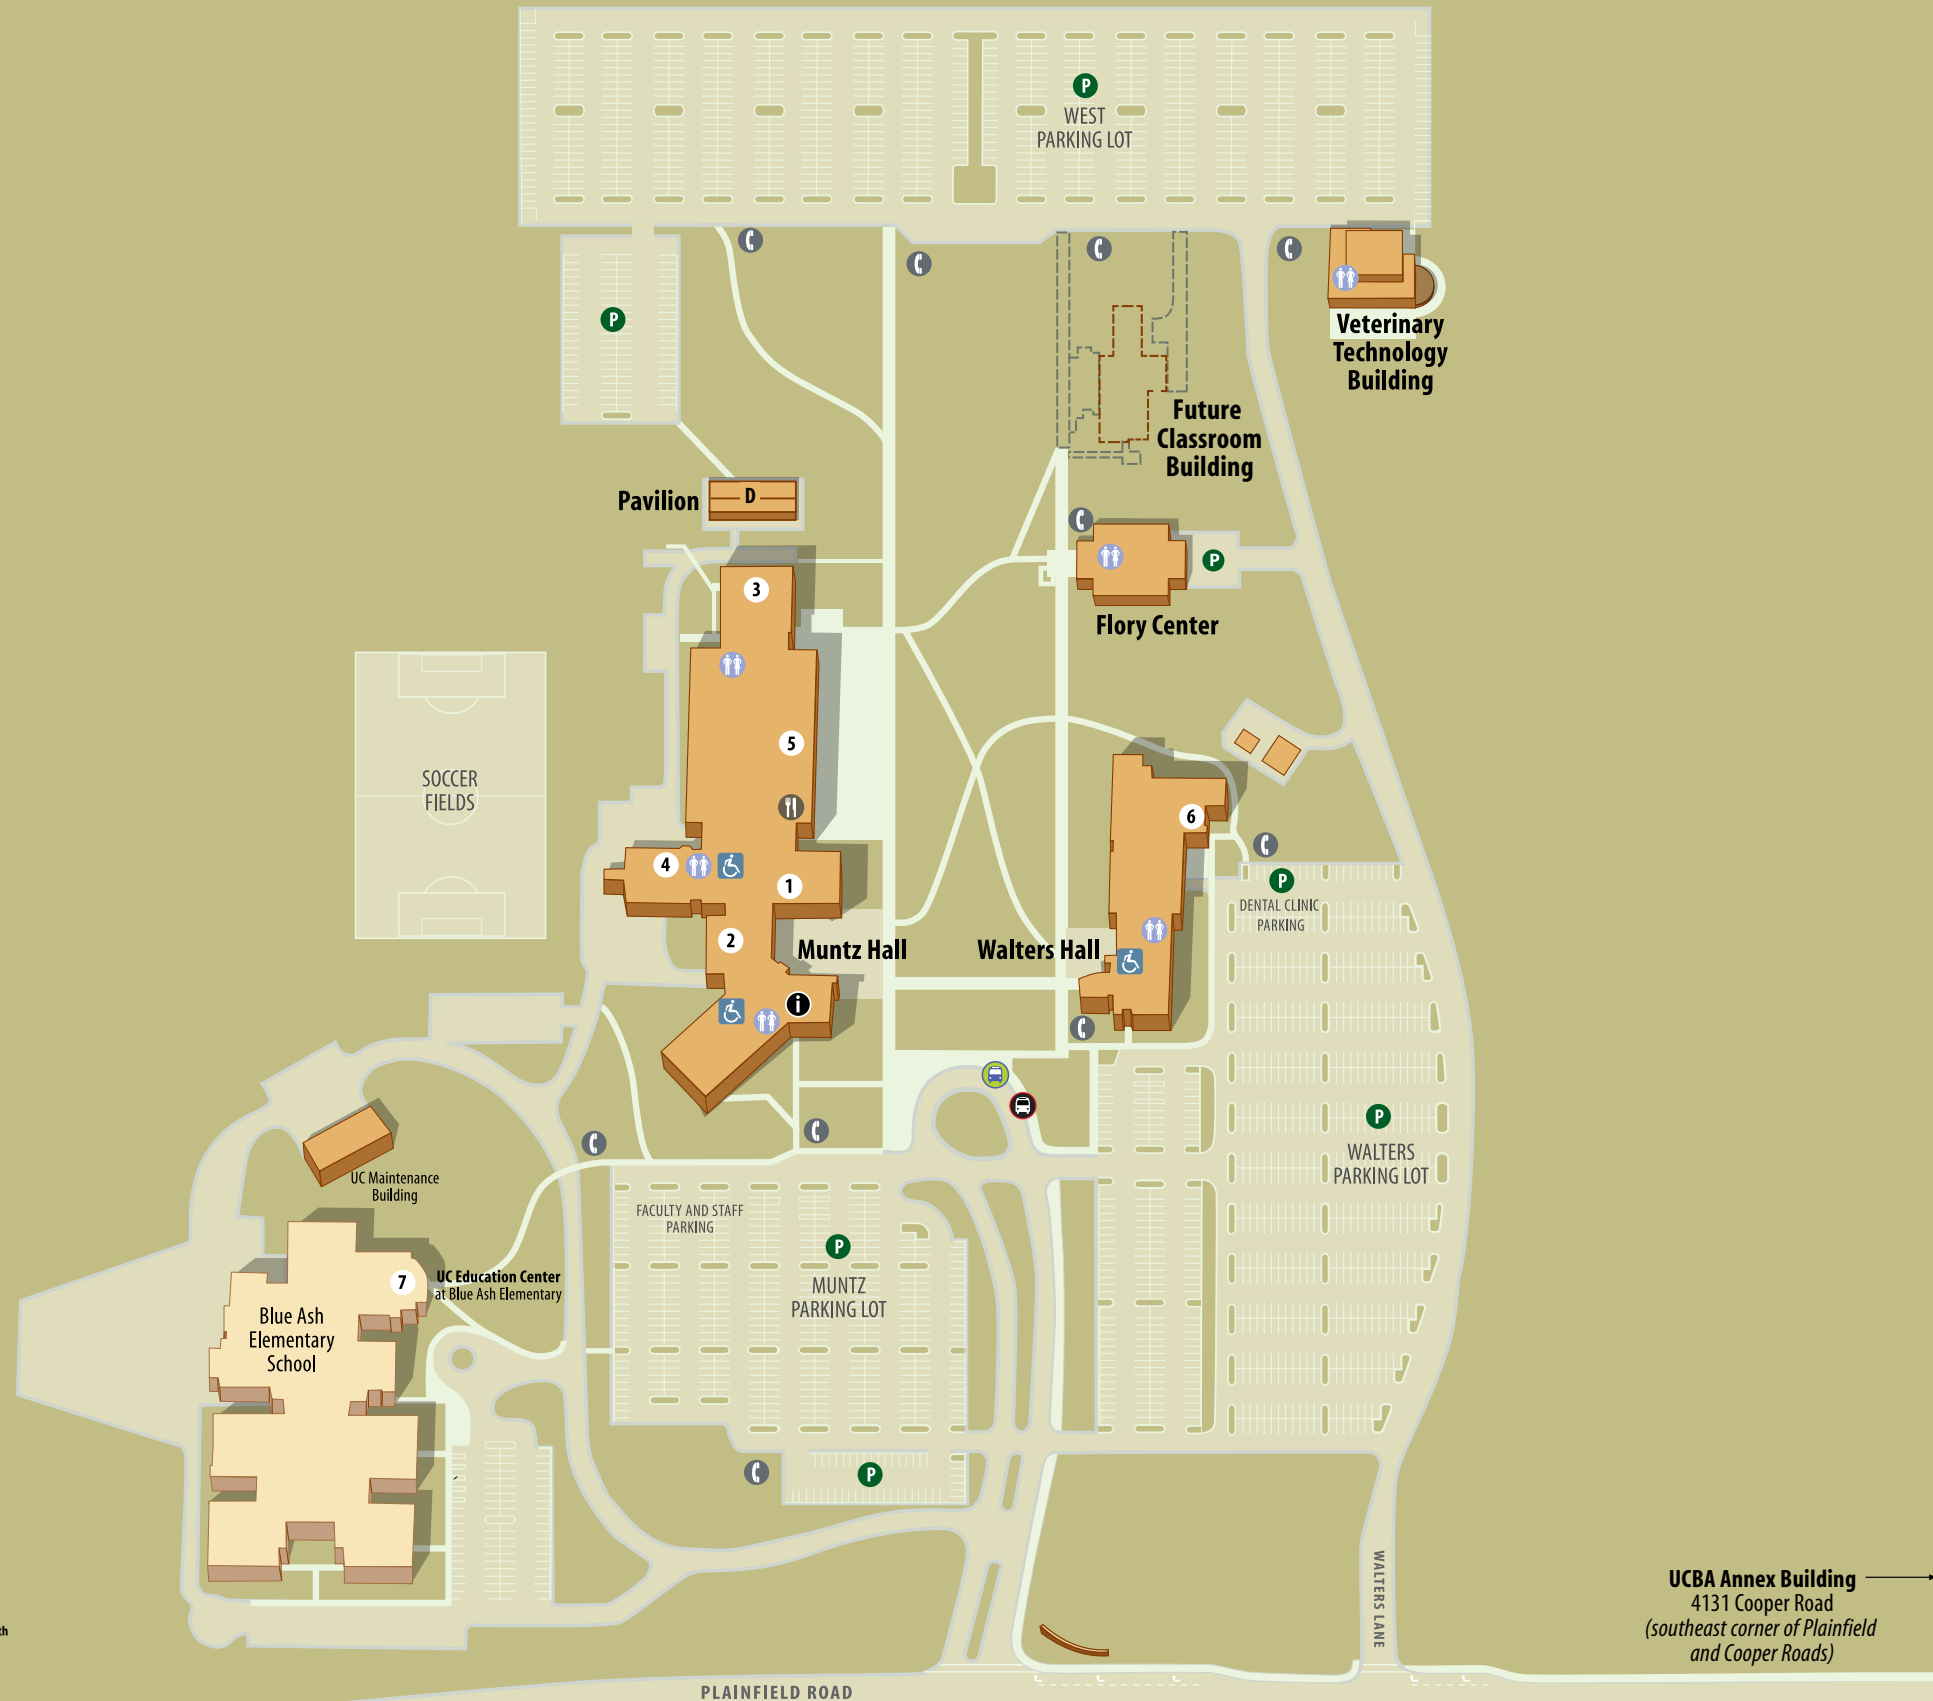 P
WEST
PARKING LOT
P
Veterinary
Technology
Building
Future
Classroom
Building
Pavilion
D
P
Flory Center
3
5
SOCCER
FIELDS
6
4
1
P
DENTAL CLINIC
PARKING
2
Muntz Hall
Walters Hall
i
P
WALTERS
PARKING LOT
UC Maintenance
Building
FACULTY AND STAFF
PARKING
P
MUNTZ
PARKING LOT
7
UC Education Center
at Blue Ash Elementary
Blue Ash
Elementary
School
P
WALTERS LANE
UCBA Annex Building
4131 Cooper Road
(southeast corner of Plainfield
and Cooper Roads)
th
PLAINFIELD ROAD